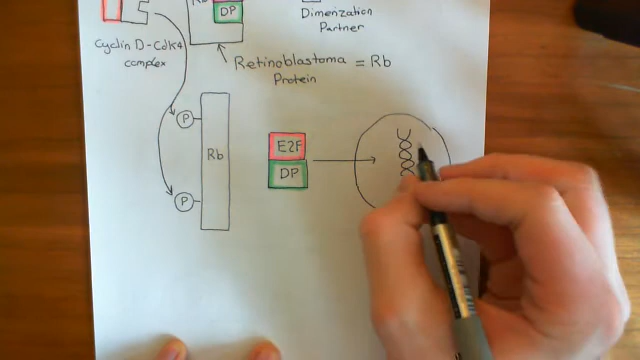 Rb
DP
Dimerization
Partner
Cyclin D-Cdk4
complex
Retinoblastoma = Rb
Protein
P
Rb
E2F
DP
P